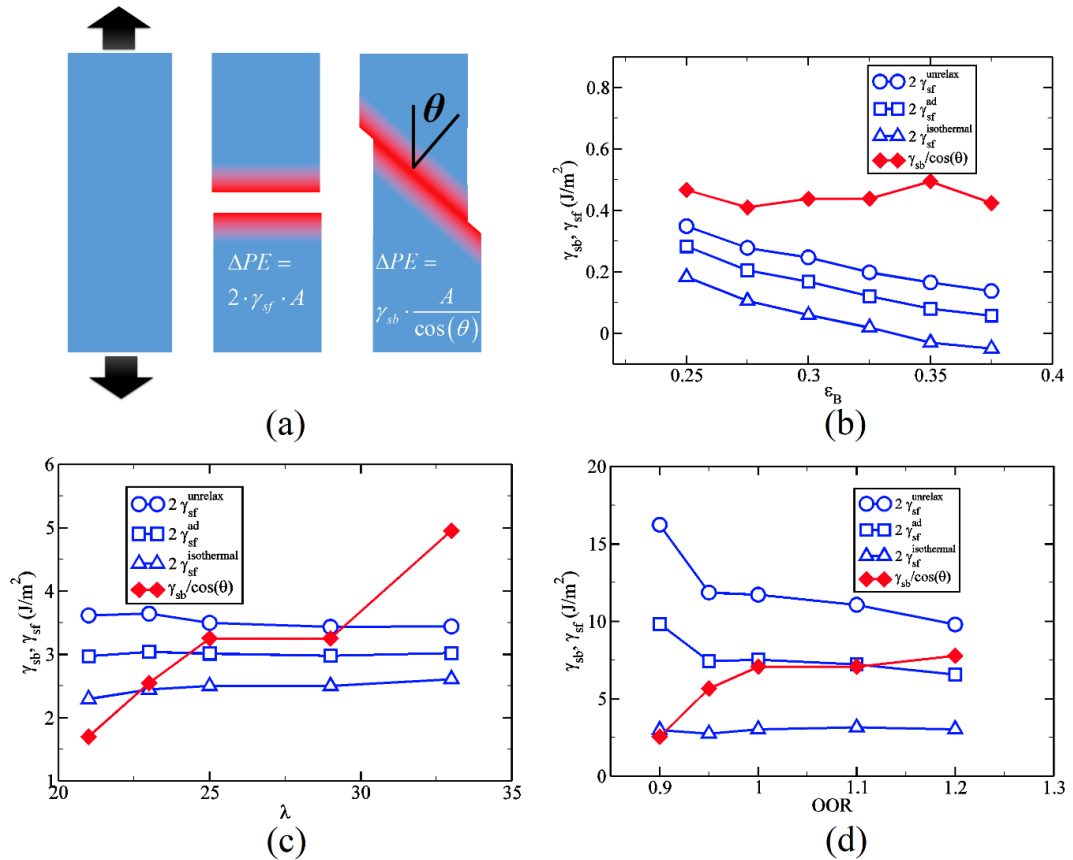 θ
ΔPE =
2·γsf·A
ΔPE =
γsb· A
cos(θ)
(a)
0.8
0.6
0.4
0.2
0
γsb, γsf (J/m²)
2 γsf unrelax
2 γsf ad
2 γsf isothermal
γsb/cos(θ)
0.25 0.3 0.35 0.4
εB
(b)
6
5
4
3
2
1
γsb, γsf (J/m²)
2 γsf unrelax
2 γsf ad
2 γsf isothermal
γsb/cos(θ)
20 25 30 35
λ
(c)
20
15
10
5
0
γsb, γsf (J/m²)
2 γsf unrelax
2 γsf ad
2 γsf isothermal
γsb/cos(θ)
0.9 1 1.1 1.2 1.3
OOR
(d)